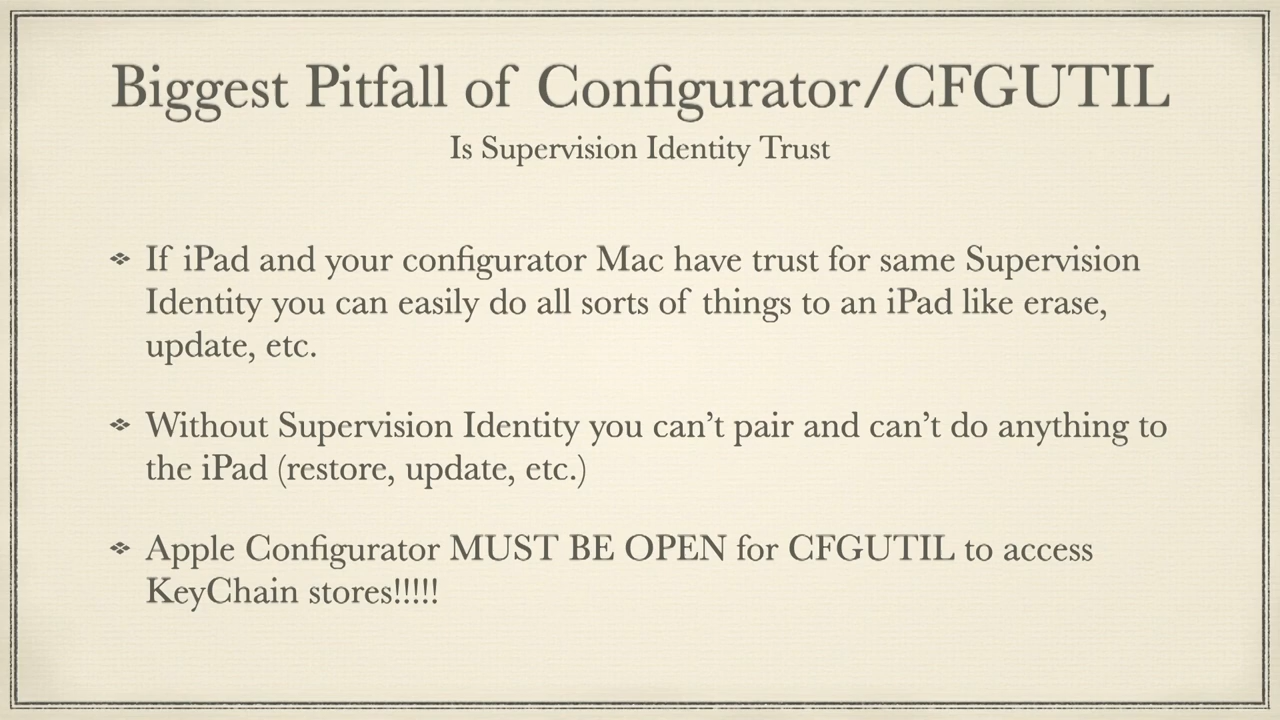 Biggest Pitfall of Configurator/CFGUTIL
Is Supervision Identity Trust
If iPad and your configurator Mac have trust for same Supervision
Identity you can easily do all sorts of things to an iPad like erase,
update, etc.
Without Supervision Identity you can’t pair and can’t do anything to
the iPad (restore, update, etc.)
Apple Configurator MUST BE OPEN for CFGUTIL to access
KeyChain stores!!!!!